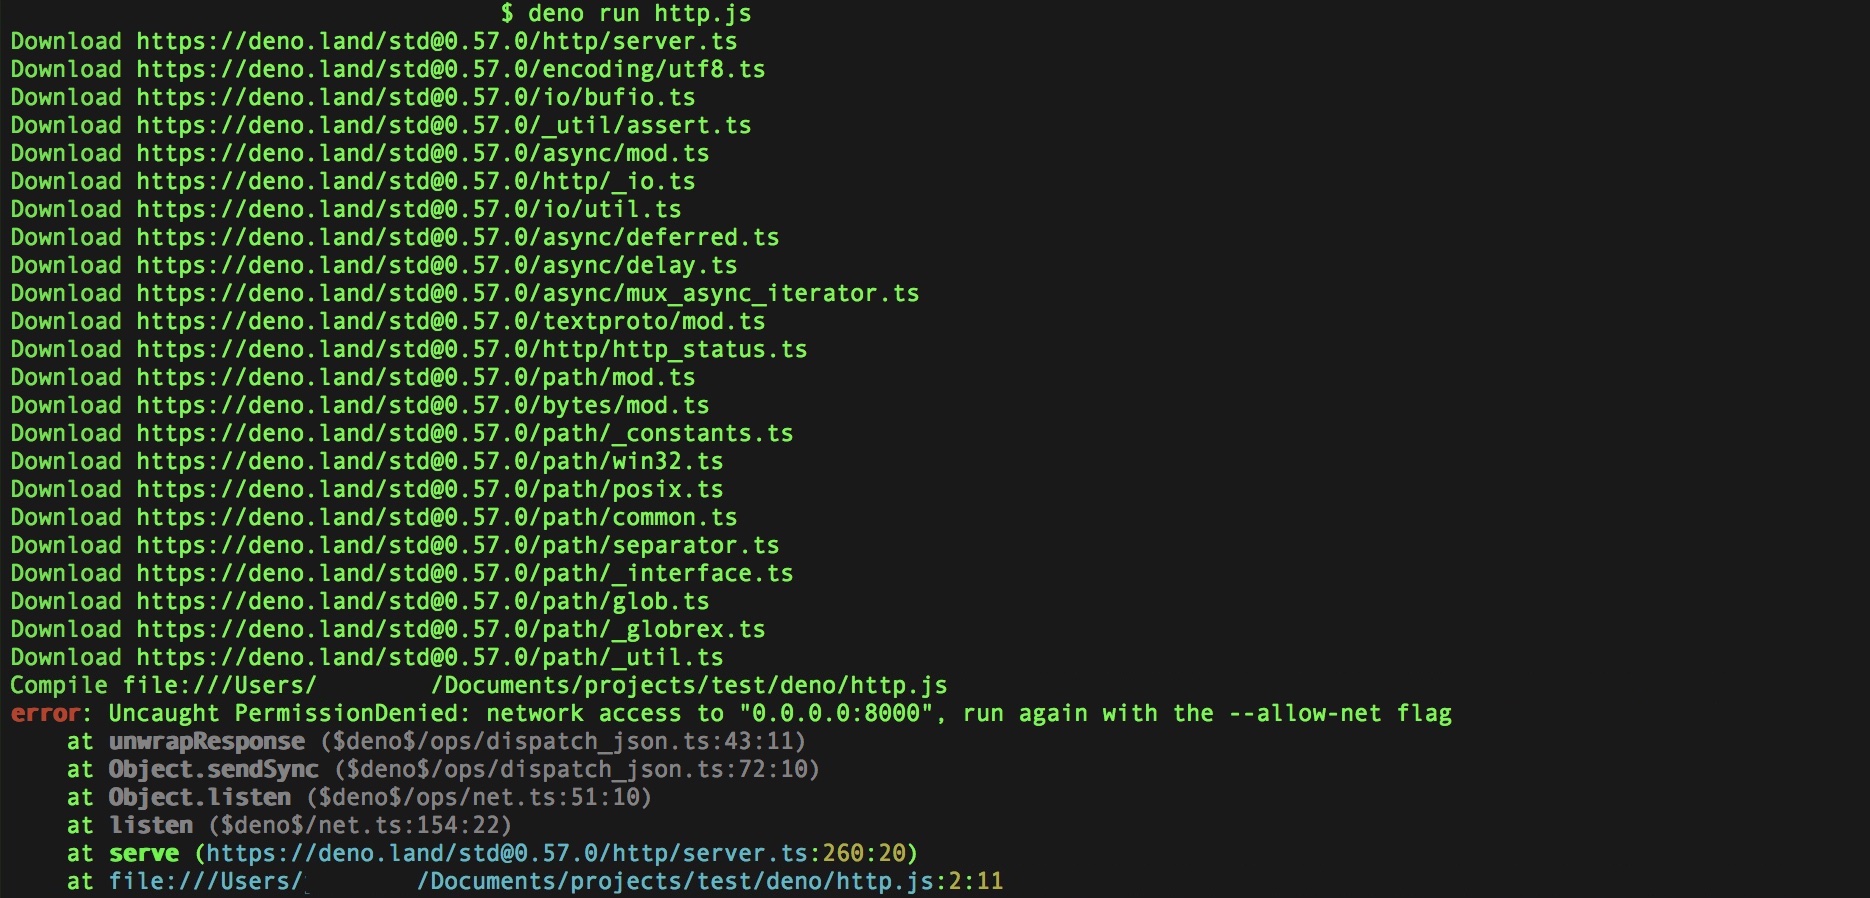 $ deno run http.js
Download https://deno.land/std@0.57.0/http/server.ts
Download https://deno.land/std@0.57.0/encoding/utf8.ts
Download https://deno.land/std@0.57.0/io/bufio.ts
Download https://deno.land/std@0.57.0/_util/assert.ts
Download https://deno.land/std@0.57.0/async/mod.ts
Download https://deno.land/std@0.57.0/http/_io.ts
Download https://deno.land/std@0.57.0/io/util.ts
Download https://deno.land/std@0.57.0/async/deferred.ts
Download https://deno.land/std@0.57.0/async/delay.ts
Download https://deno.land/std@0.57.0/async/mux_async_iterator.ts
Download https://deno.land/std@0.57.0/textproto/mod.ts
Download https://deno.land/std@0.57.0/http/http_status.ts
Download https://deno.land/std@0.57.0/path/mod.ts
Download https://deno.land/std@0.57.0/bytes/mod.ts
Download https://deno.land/std@0.57.0/path/_constants.ts
Download https://deno.land/std@0.57.0/path/win32.ts
Download https://deno.land/std@0.57.0/path/posix.ts
Download https://deno.land/std@0.57.0/path/common.ts
Download https://deno.land/std@0.57.0/path/separator.ts
Download https://deno.land/std@0.57.0/path/_interface.ts
Download https://deno.land/std@0.57.0/path/glob.ts
Download https://deno.land/std@0.57.0/path/_globrex.ts
Download https://deno.land/std@0.57.0/path/_util.ts
Compile file:///Users/ /Documents/projects/test/deno/http.js
error: Uncaught PermissionDenied: network access to "0.0.0.0:8000", run again with the --allow-net flag
at unwrapResponse ($deno$/ops/dispatch_json.ts:43:11)
at Object.sendSync ($deno$/ops/dispatch_json.ts:72:10)
at Object.listen ($deno$/ops/net.ts:51:10)
at listen ($deno$/net.ts:154:22)
at serve (https://deno.land/std@0.57.0/http/server.ts:260:20)
at file:///Users/ /Documents/projects/test/deno/http.js:2:11